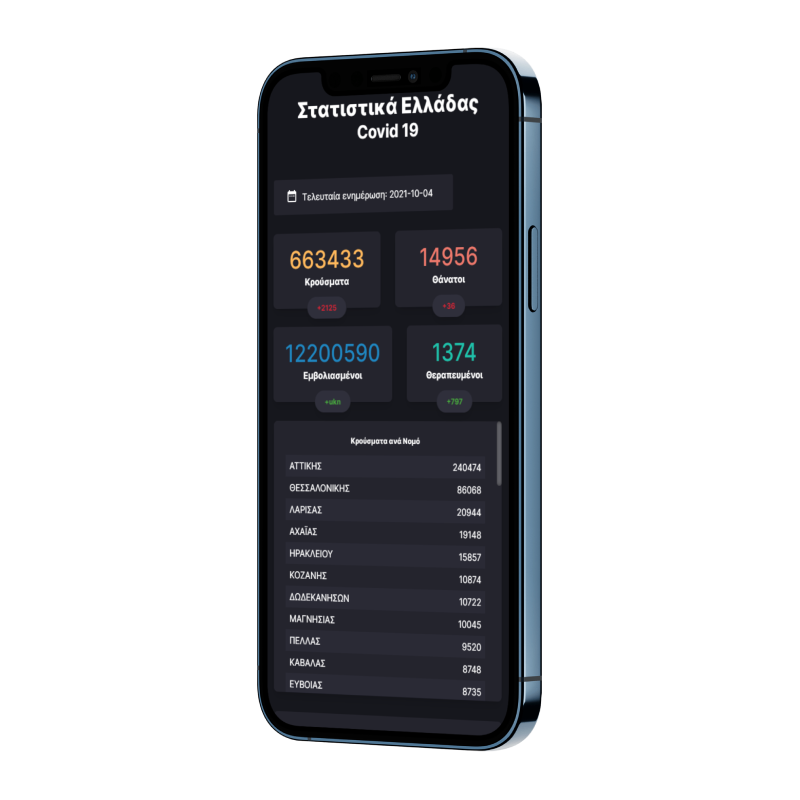 Στατιστικά Ελλάδας
Covid 19
Τελευταία ενημέρωση: 2021-10-04
663433
Κρούσματα
+2125
14956
Θάνατοι
+36
12200590
Εμβολιασμένοι
+ukn
1374
Θεραπευμένοι
+797
Κρούσματα ανά Νομό
ΑΤΤΙΚΗΣ 240474
ΘΕΣΣΑΛΟΝΙΚΗΣ 86068
ΛΑΡΙΣΑΣ 20944
ΑΧΑΪΑΣ 19148
ΗΡΑΚΛΕΙΟΥ 15857
ΚΟΖΑΝΗΣ 10874
ΔΩΔΕΚΑΝΗΣΩΝ 10722
ΜΑΓΝΗΣΙΑΣ 10045
ΠΕΛΛΑΣ 9520
ΚΑΒΑΛΑΣ 8748
ΕΥΒΟΙΑΣ 8735